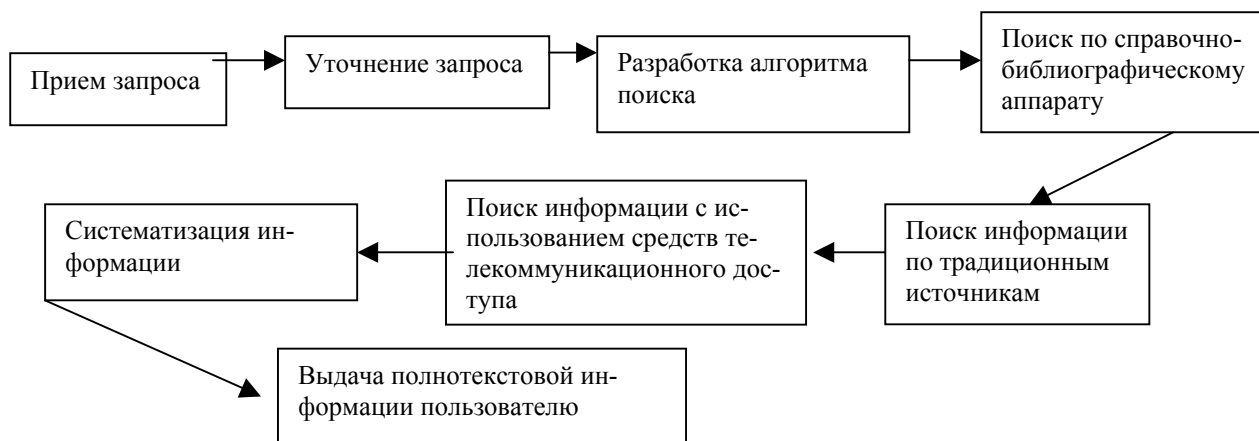 Прием запроса
Уточнение запроса
Разработка алгоритма
поиска
Поиск по справочно-
библиографическому
аппарату
Поиск информации
по традиционным
источникам
Поиск информации с ис-
пользованием средств те-
лекоммуникационного дос-
тупа
Систематизация ин-
формации
Выдача полнотекстовой ин-
формации пользователю